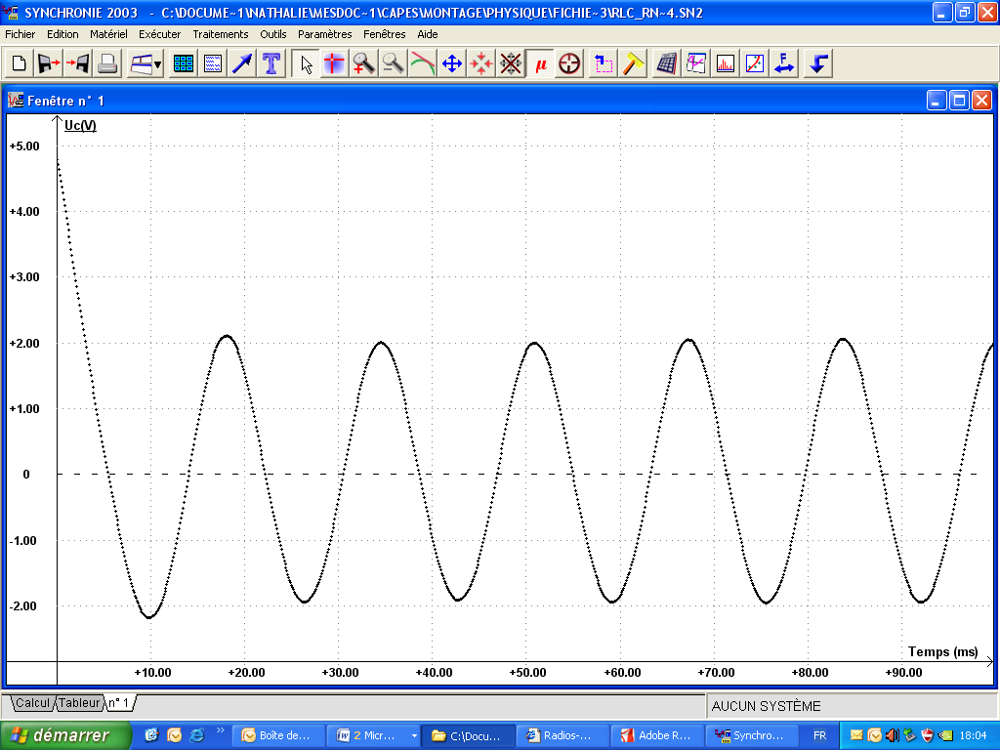 SYNCHRONIE 2003 - C:\DOCUME~1\NATHALIE\MESDOC~1\CAPES\MONTAGE\PHYSIQUE\FICHIE~3\RLC_RN~4.SN2
Fichier Edition Matériel Exécuter Traitements Outils Paramètres Fenêtres Aide
T μ
Fenêtre n° 1
Uc(V)
+5.00
+4.00
+3.00
+2.00
+1.00
0
-1.00
-2.00
Temps (ms)
+10.00 +20.00 +30.00 +40.00 +50.00 +60.00 +70.00 +80.00 +90.00
Calcul Tableur n° 1
AUCUN SYSTÈME
démarrer » Boîte de... 2 Micr... C:\Docu... Radios-... Adobe R... Synchro... FR 18:04